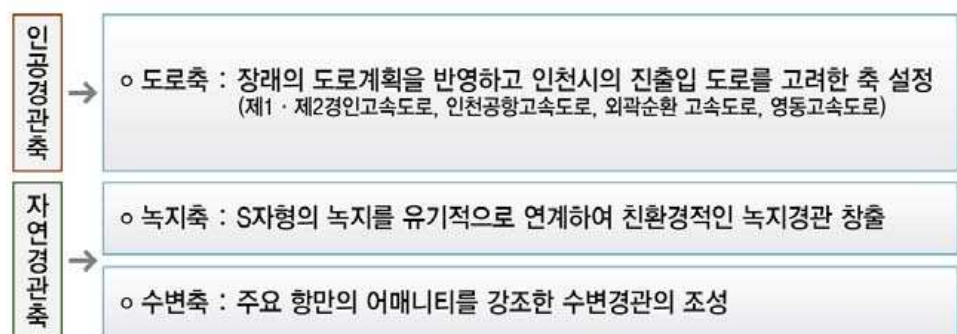 인공경관축
→
ㅇ 도로축 : 장래의 도로계획을 반영하고 인천시의 진출입 도로를 고려한 축 설정
(제1 · 제2경인고속도로, 인천공항고속도로, 외곽순환 고속도로, 영동고속도로)
자연경관축
→
ㅇ 녹지축 : S자형의 녹지를 유기적으로 연계하여 친환경적인 녹지경관 창출
ㅇ 수변축 : 주요 항만의 어매니티를 강조한 수변경관의 조성